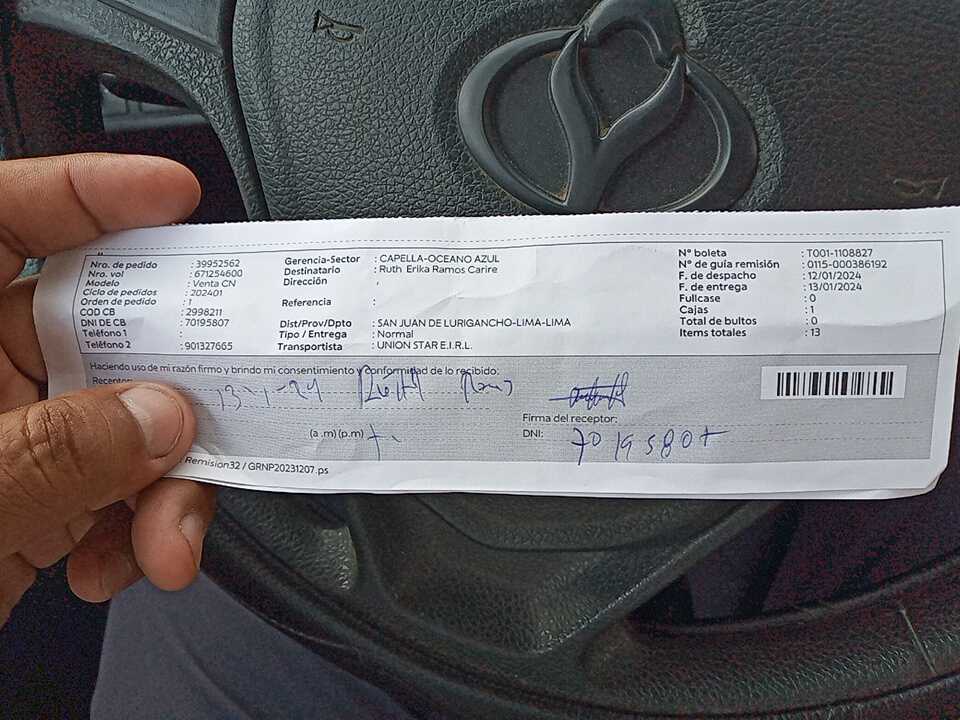 Nro. de pedido : 39952562
Nro. vol : 671254600
Modelo : Venta CN
Ciclo de pedidos : 202401
Orden de pedido : 1
COD CB : 2998211
DNI DE CB : 70195807
Teléfono 1 :
Teléfono 2 : 901327665
Gerencia-Sector : CAPELLA-OCEANO AZUL
Destinatario : Ruth Erika Ramos Carire
Dirección : ,
Referencia :
Dist/Prov/Dpto : SAN JUAN DE LURIGANCHO-LIMA-LIMA
Tipo / Entrega : Normal
Transportista : UNION STAR E.I.R.L.
N° boleta : T001-1108827
N° de guía remisión : 0115-000386192
F. de despacho : 12/01/2024
F. de entrega : 13/01/2024
Fullcase : 0
Cajas : 1
Total de bultos : 0
Items totales : 13
Haciendo uso de mi razón firmo y brindo mi consentimiento y conformidad de lo recibido:
Receptor
13-1-24 Ruth Ramos
Firma del receptor:
(a .m) (p.m)
DNI: 70195807
Remision32 / GRNP20231207.ps